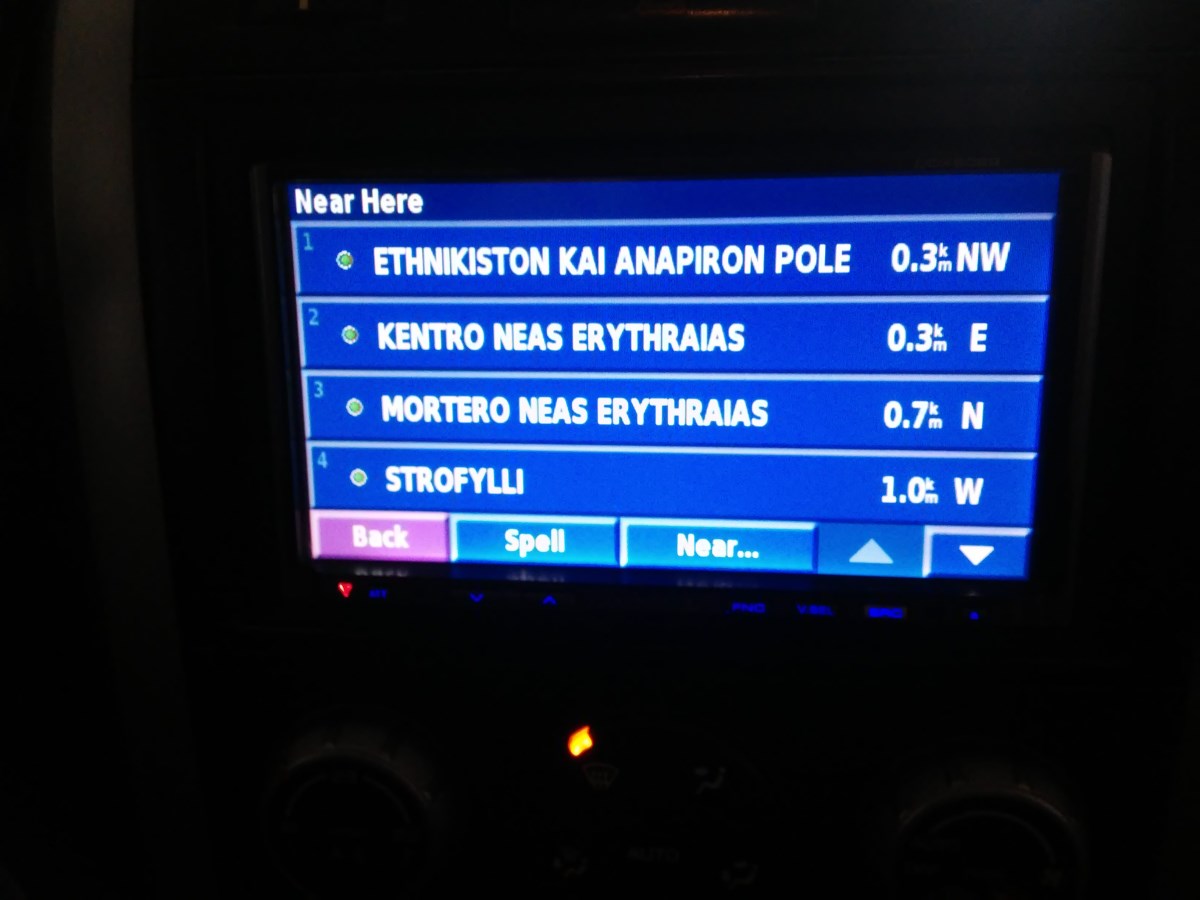 Near Here
1 ETHNIKISTON KAI ANAPIRON POLE 0.3km NW
2 KENTRO NEAS ERYTHRAIAS 0.3km E
3 MORTERO NEAS ERYTHRAIAS 0.7km N
4 STROFYLLI 1.0km W
Back Spell Near...
AUTO